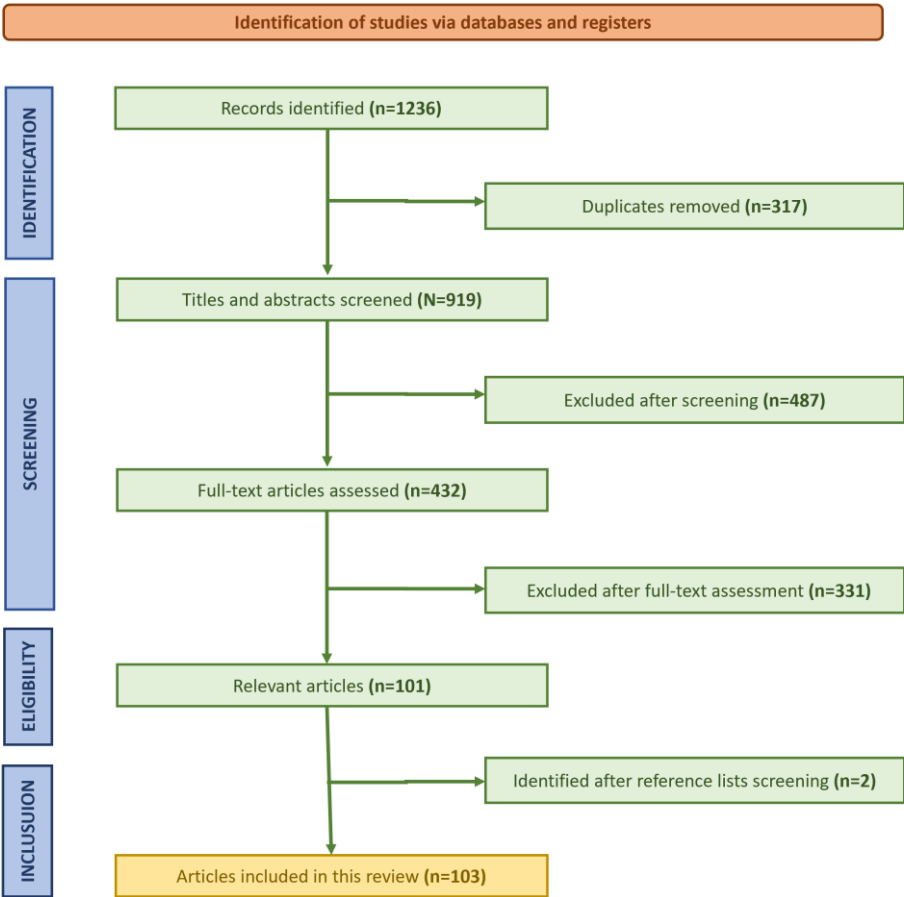 Identification of studies via databases and registers
IDENTIFICATION
Records identified (n=1236)
Duplicates removed (n=317)
SCREENING
Titles and abstracts screened (N=919)
Excluded after screening (n=487)
Full-text articles assessed (n=432)
Excluded after full-text assessment (n=331)
ELIGIBILITY
Relevant articles (n=101)
INCLUSUION
Identified after reference lists screening (n=2)
Articles included in this review (n=103)